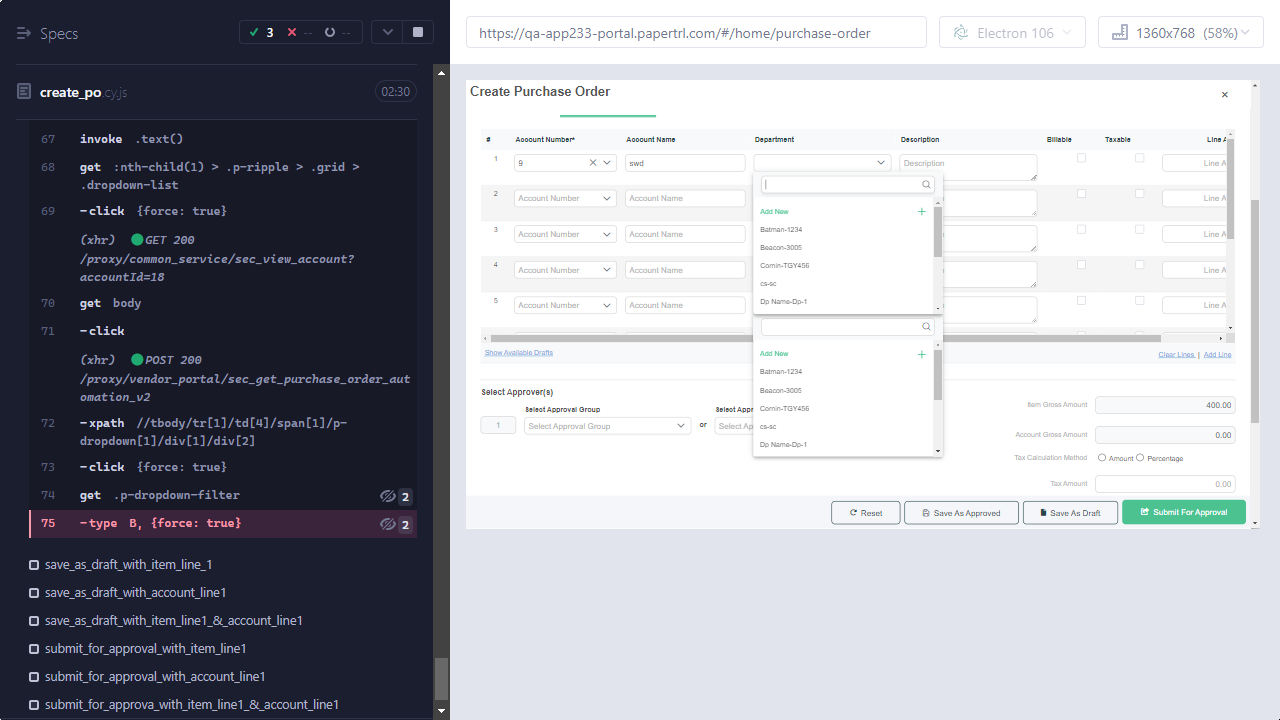 Specs
3
--
--
https://qa-app233-portal.papertrl.com/#/home/purchase-order
Electron 106
1360x768 (58%)
create_po.cy.js
02:30
67 invoke .text()
68 get :nth-child(1) > .p-ripple > .grid >
.dropdown-list
69 -click {force: true}
(xhr) GET 200
/proxy/common_service/sec_view_account?
accountId=18
70 get body
71 -click
(xhr) POST 200
/proxy/vendor_portal/sec_get_purchase_order_aut
omation_v2
72 -xpath //tbody/tr[1]/td[4]/span[1]/p-
dropdown[1]/div[1]/div[2]
73 -click {force: true}
74 get .p-dropdown-filter 2
75 -type B, {force: true} 2
save_as_draft_with_item_line_1
save_as_draft_with_account_line1
save_as_draft_with_item_line1_&_account_line1
submit_for_approval_with_item_line1
submit_for_approval_with_account_line1
submit_for_approva_with_item_line1_&_account_line1
Create Purchase Order
# Account Number* Account Name Department Description Billable Taxable Line A
1 9 swd Description Line A
2 Account Number Account Name Line A
3 Account Number Account Name Line A
4 Account Number Account Name Line A
5 Account Number Account Name Line A
Add New
Batman-1234
Beacon-3005
Comin-TGY456
cs-sc
Dp Name-Dp-1
Add New
Batman-1234
Beacon-3005
Comin-TGY456
cs-sc
Dp Name-Dp-1
Show Available Drafts
Clear Lines | Add Line
Select Approver(s)
Select Approval Group
Select Appr
1 Select Approval Group or Select Ap
Item Gross Amount 400.00
Account Gross Amount 0.00
Tax Calculation Method Amount Percentage
Tax Amount 0.00
Reset
Save As Approved
Save As Draft
Submit For Approval